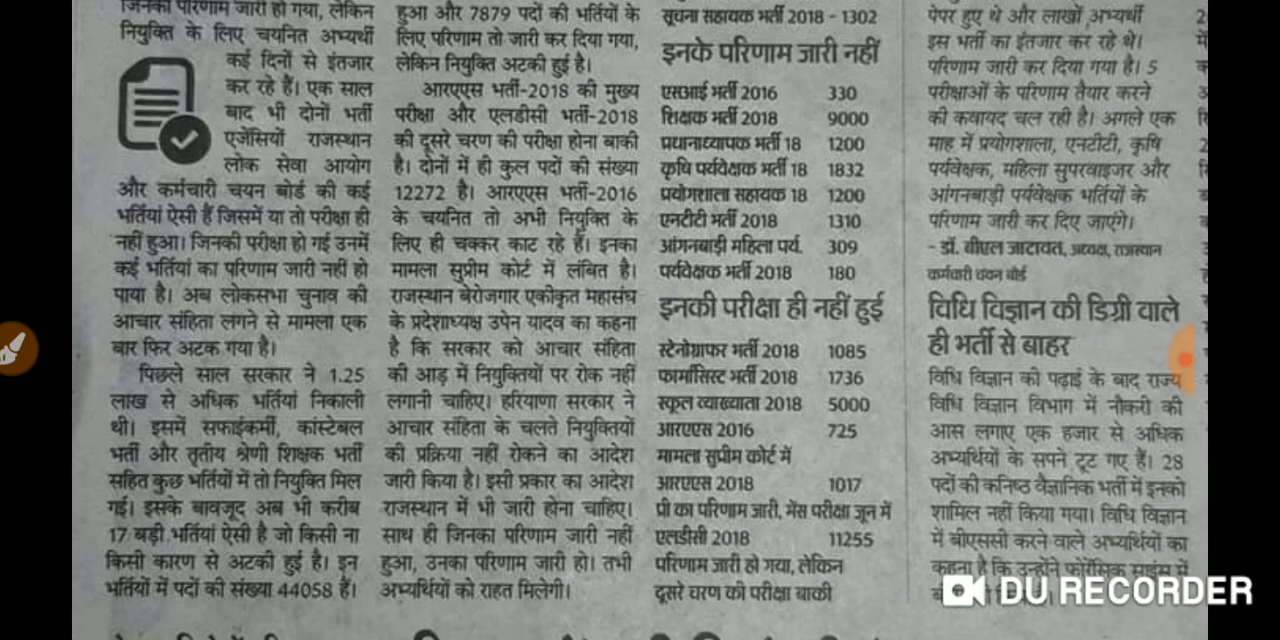 जिनका परिणाम जारी हो गया, लेकिन
नियुक्ति के लिए चयनित अभ्यर्थी
कई दिनों से इंतजार
कर रहे हैं। एक साल
बाद भी दोनों भर्ती
एजेंसियों राजस्थान
लोक सेवा आयोग
और कर्मचारी चयन बोर्ड की कई
भर्तियां ऐसी हैं जिसमें या तो परीक्षा ही
नहीं हुआ। जिनकी परीक्षा हो गई उनमें
कई भर्तियां का परिणाम जारी नहीं हो
पाया है। अब लोकसभा चुनाव की
आचार संहिता लगने से मामला एक
बार फिर अटक गया है।
पिछले साल सरकार ने 1.25
लाख से अधिक भर्तियां निकाली
थी। इसमें सफाईकर्मी, कांस्टेबल
भर्ती और तृतीय श्रेणी शिक्षक भर्ती
सहित कुछ भर्तियों में तो नियुक्ति मिल
गई। इसके बावजूद अब भी करीब
17 बड़ी भर्तियां ऐसी है जो किसी ना
किसी कारण से अटकी हुई है। इन
भर्तियों में पदों की संख्या 44058 हैं।
हुआ और 7879 पदों की भर्तियों के
लिए परिणाम तो जारी कर दिया गया,
लेकिन नियुक्ति अटकी हुई है।
आरएएस भर्ती-2018 की मुख्य
परीक्षा और एलडीसी भर्ती-2018
की दूसरे चरण की परीक्षा होना बाकी
है। दोनों में ही कुल पदों की संख्या
12272 है। आरएएस भर्ती-2016
के चयनित तो अभी नियुक्ति के
लिए ही चक्कर काट रहे हैं। इनका
मामला सुप्रीम कोर्ट में लंबित है।
राजस्थान बेरोजगार एकीकृत महासंघ
के प्रदेशाध्यक्ष उपेन यादव का कहना
है कि सरकार को आचार संहिता
की आड़ में नियुक्तियों पर रोक नहीं
लगानी चाहिए। हरियाणा सरकार ने
आचार संहिता के चलते नियुक्तियों
की प्रक्रिया नहीं रोकने का आदेश
जारी किया है। इसी प्रकार का आदेश
राजस्थान में भी जारी होना चाहिए।
साथ ही जिनका परिणाम जारी नहीं
हुआ, उनका परिणाम जारी हो। तभी
अभ्यर्थियों को राहत मिलेगी।
सूचना सहायक भर्ती 2018 - 1302
इनके परिणाम जारी नहीं
एसआई भर्ती 2016 330
शिक्षक भर्ती 2018 9000
प्रधानाध्यापक भर्ती 18 1200
कृषि पर्यवेक्षक भर्ती 18 1832
प्रयोगशाला सहायक 18 1200
एनटीटी भर्ती 2018 1310
आंगनबाड़ी महिला पर्य. 309
पर्यवेक्षक भर्ती 2018 180
इनकी परीक्षा ही नहीं हुई
स्टेनोग्राफर भर्ती 2018 1085
फार्मासिस्ट भर्ती 2018 1736
स्कूल व्याख्याता 2018 5000
आरएएस 2016 725
मामला सुप्रीम कोर्ट में
आरएएस 2018 1017
प्री का परिणाम जारी, मेंस परीक्षा जून में
एलडीसी 2018 11255
परिणाम जारी हो गया, लेकिन
दूसरे चरण की परीक्षा बाकी
पेपर हुए थे और लाखों अभ्यर्थी
इस भर्ती का इंतजार कर रहे थे।
परिणाम जारी कर दिया गया है। 5
परीक्षाओं के परिणाम तैयार करने
की कवायद चल रही है। अगले एक
माह में प्रयोगशाला, एनटीटी, कृषि
पर्यवेक्षक, महिला सुपरवाइजर और
आंगनबाड़ी पर्यवेक्षक भर्तियों के
परिणाम जारी कर दिए जाएंगे।
- डॉ. बीएल जाटावत, अध्यक्ष, राजस्थान
कर्मचारी चयन बोर्ड
विधि विज्ञान की डिग्री वाले
ही भर्ती से बाहर
विधि विज्ञान की पढ़ाई के बाद राज्य
विधि विज्ञान विभाग में नौकरी की
आस लगाए एक हजार से अधिक
अभ्यर्थियों के सपने टूट गए हैं। 28
पदों की कनिष्ठ वैज्ञानिक भर्ती में इनको
शामिल नहीं किया गया। विधि विज्ञान
में बीएससी करने वाले अभ्यर्थियों का
कहना है कि उन्होंने फोरेंसिक साइंस में
DU RECORDER